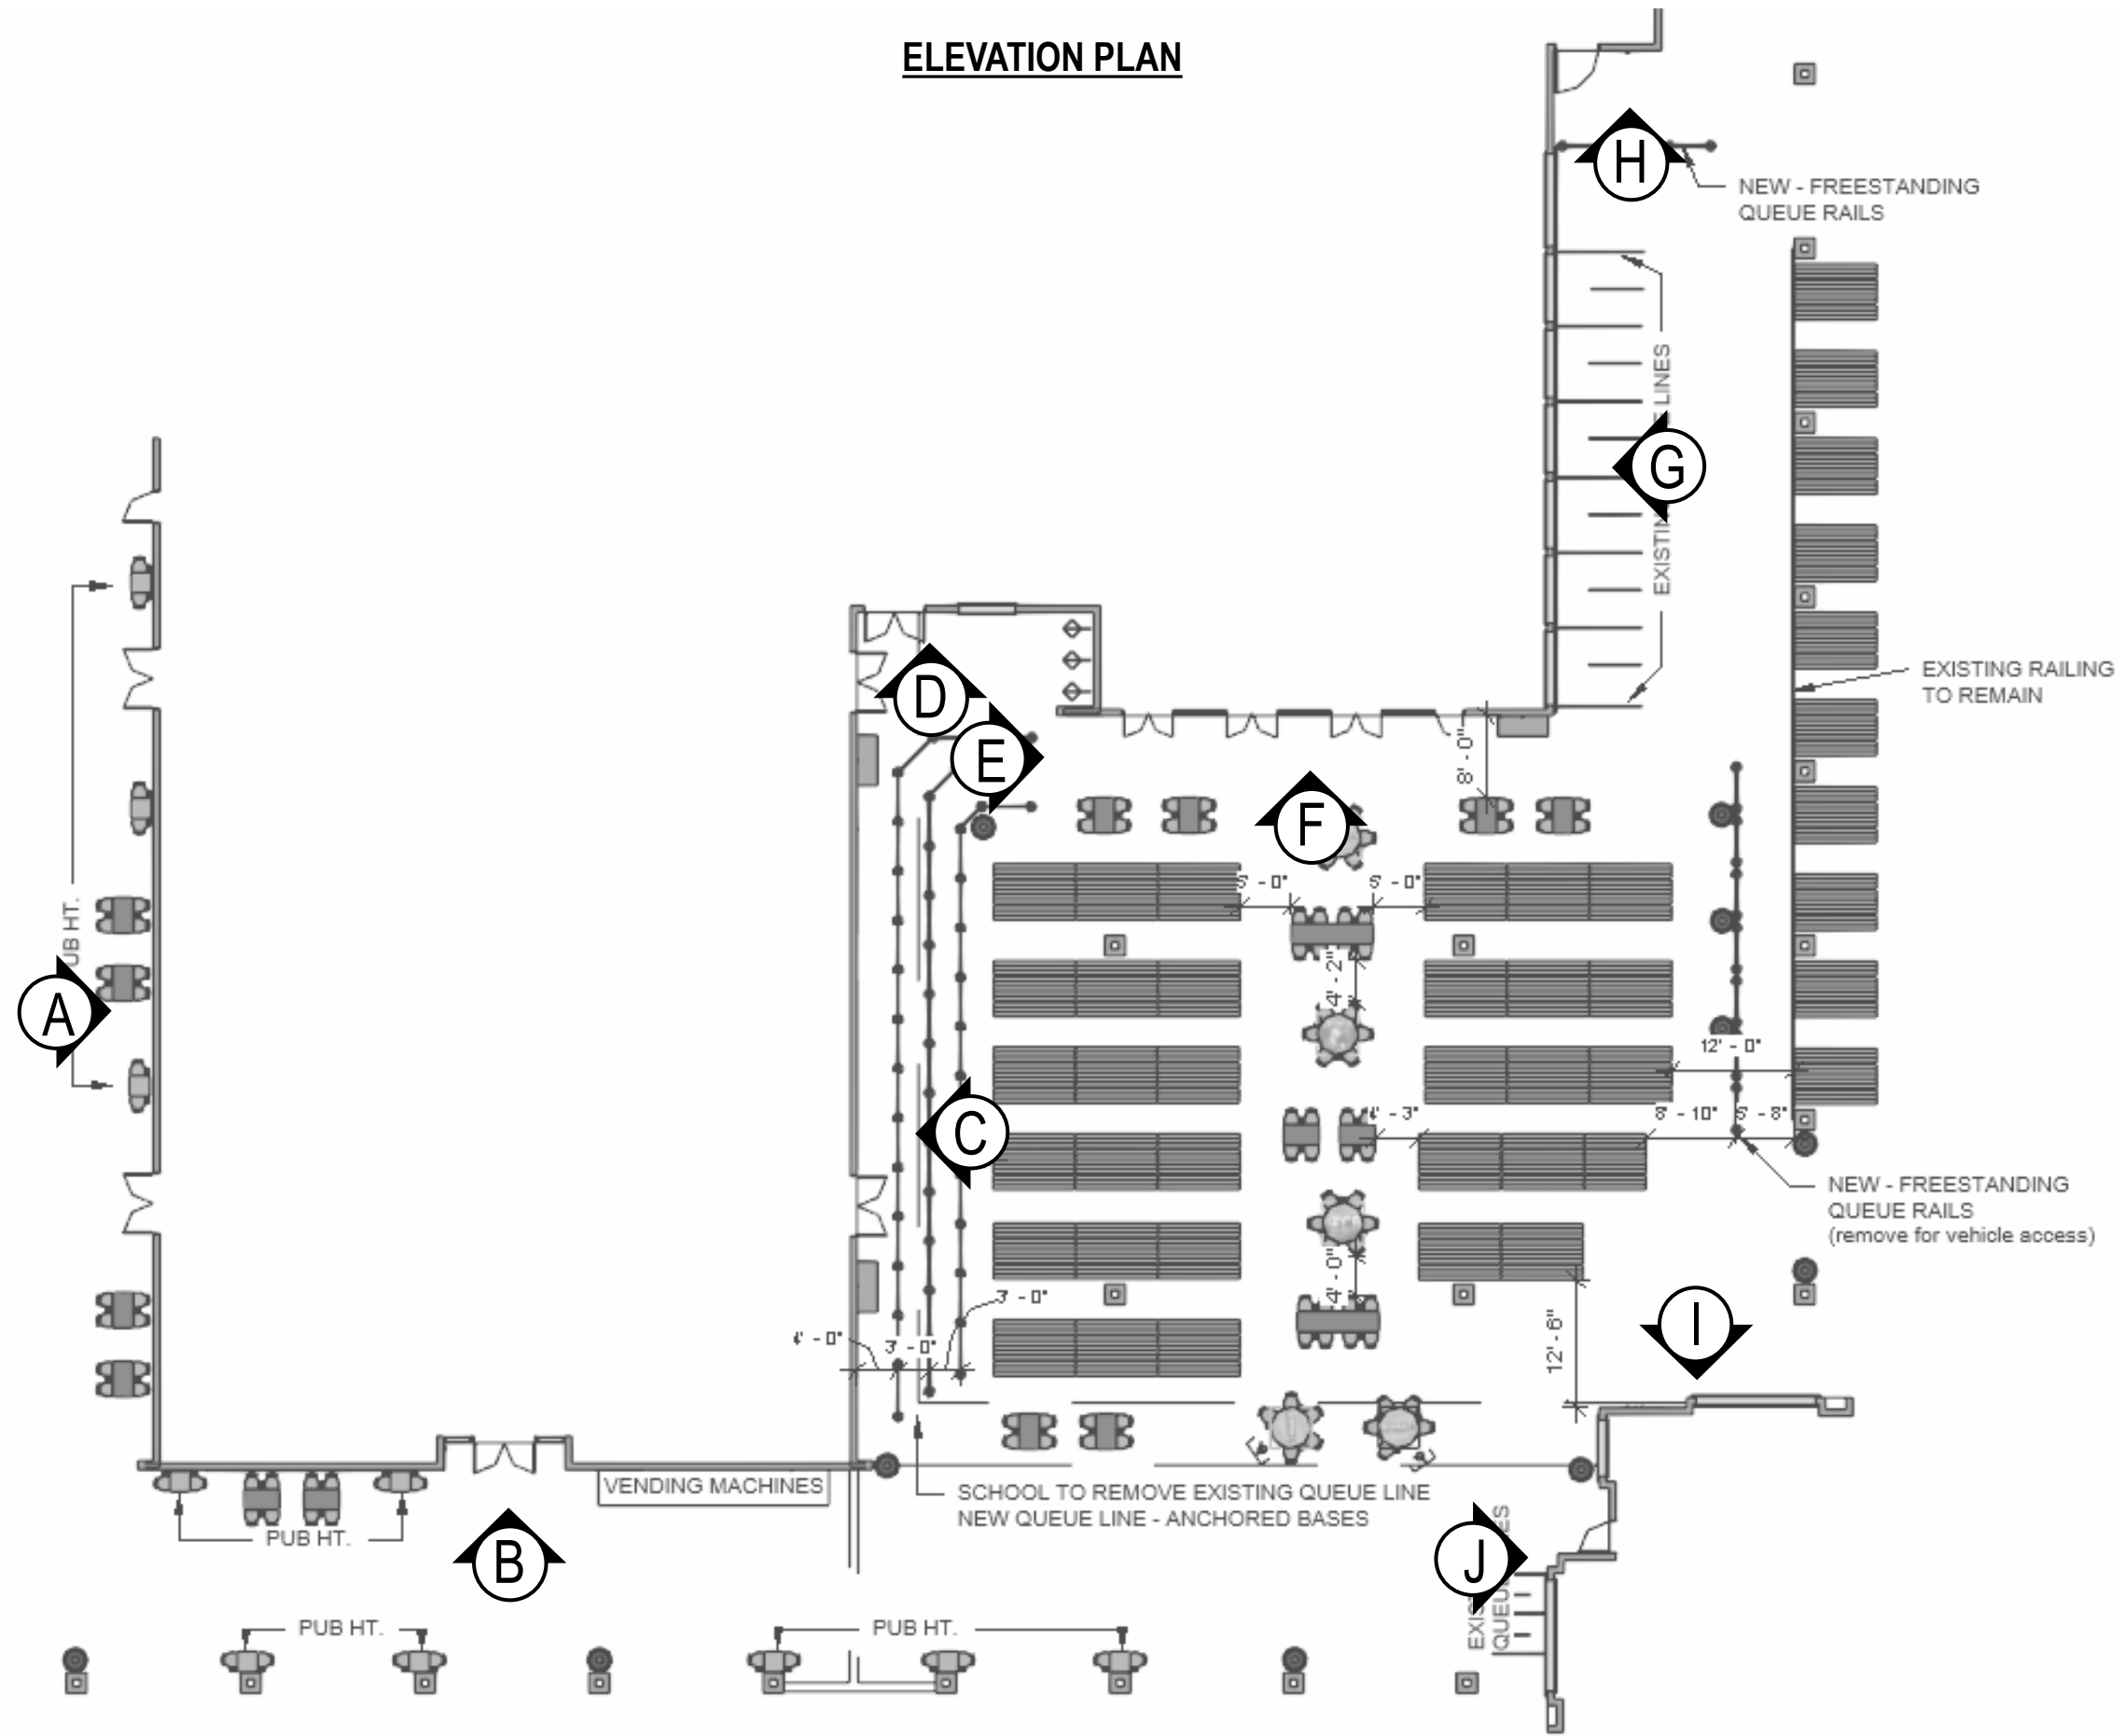 ELEVATION PLAN
H
NEW - FREESTANDING
QUEUE RAILS
EXISTING
LINES
G
EXISTING RAILING
TO REMAIN
D
E
8' - 0"
F
5' - 0"
5' - 0"
4' - 2"
HT.
A
12' - 0"
C
8' - 10"
5' - 8"
NEW - FREESTANDING
QUEUE RAILS
(remove for vehicle access)
4' - 0"
3' - 0"
4' - 0"
3' - 0"
I
12' - 6"
VENDING MACHINES
SCHOOL TO REMOVE EXISTING QUEUE LINE
NEW QUEUE LINE - ANCHORED BASES
PUB HT.
B
J
PUB HT.
PUB HT.